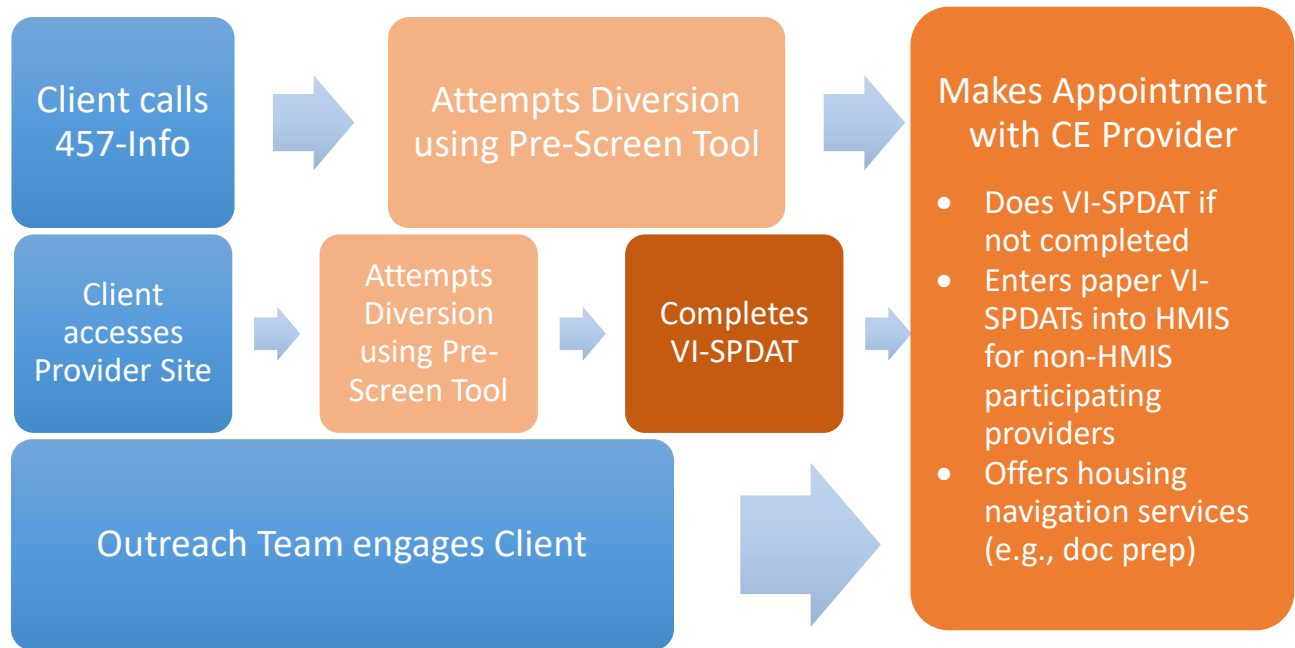 Client calls
457-Info
Attempts Diversion
using Pre-Screen Tool
Client
accesses
Provider Site
Attempts
Diversion
using Pre-
Screen Tool
Completes
VI-SPDAT
Outreach Team engages Client
Makes Appointment
with CE Provider
• Does VI-SPDAT if
not completed
• Enters paper VI-
SPDATs into HMIS
for non-HMIS
participating
providers
• Offers housing
navigation services
(e.g., doc prep)